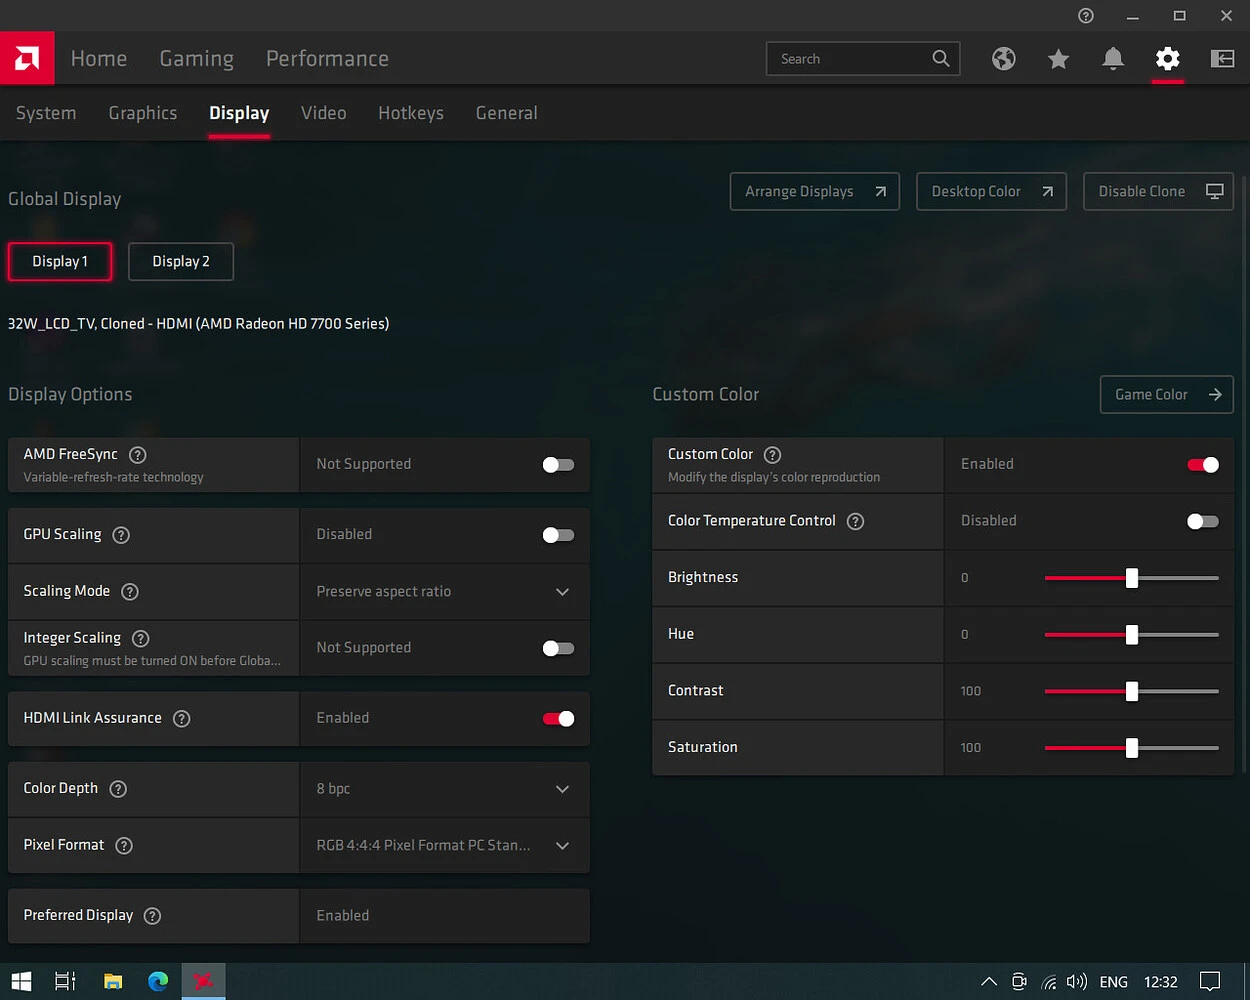 Home Gaming Performance Search
System Graphics Display Video Hotkeys General
Global Display
Arrange Displays Desktop Color Disable Clone
Display 1 Display 2
32W_LCD_TV, Cloned - HDMI (AMD Radeon HD 7700 Series)
Display Options
AMD FreeSync
Variable-refresh-rate technology
Not Supported
GPU Scaling
Disabled
Scaling Mode
Preserve aspect ratio
Integer Scaling
GPU scaling must be turned ON before Globa...
Not Supported
HDMI Link Assurance
Enabled
Color Depth
8 bpc
Pixel Format
RGB 4:4:4 Pixel Format PC Stan...
Preferred Display
Enabled
Custom Color
Game Color
Custom Color
Modify the display's color reproduction
Enabled
Color Temperature Control
Disabled
Brightness
0
Hue
0
Contrast
100
Saturation
100
ENG 12:32